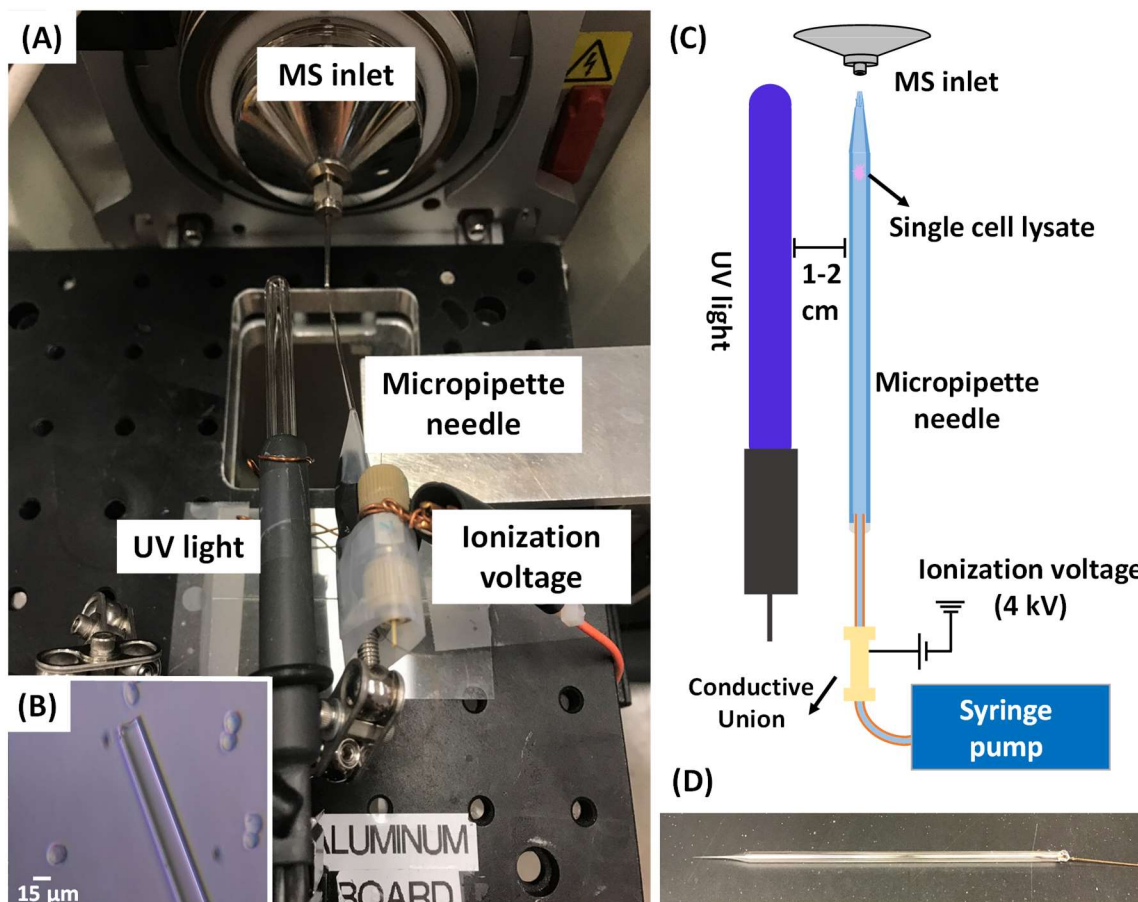 (A)
MS inlet
Micropipette
needle
UV light
Ionization
voltage
ALUMINUM
BOARD
(B)
15 μm
(C)
MS inlet
Single cell lysate
UV light
1-2
cm
Micropipette
needle
Ionization voltage
(4 kV)
Conductive
Union
Syringe
pump
(D)